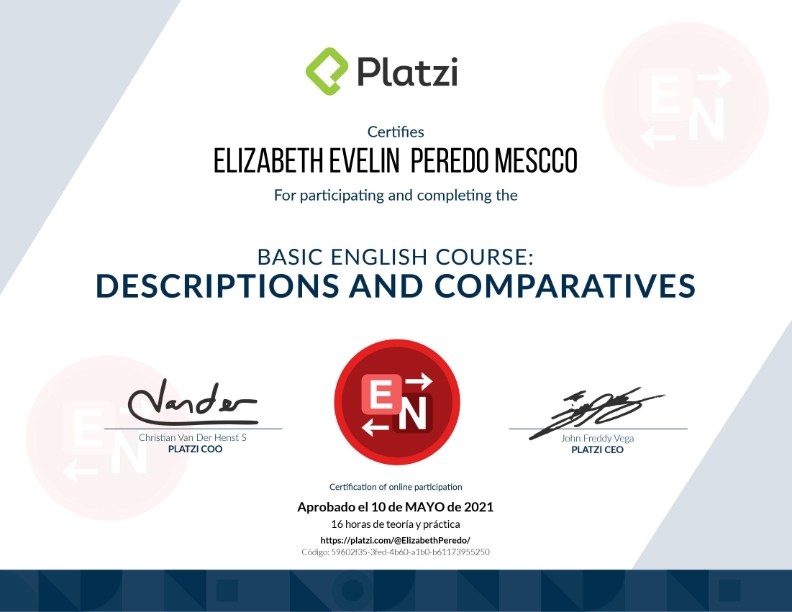 Platzi
Certifies
ELIZABETH EVELIN PEREDO MESCCO
For participating and completing the
BASIC ENGLISH COURSE:
DESCRIPTIONS AND COMPARATIVES
E
N
E
N
E
N
Vander
Christian Van Der Henst S
PLATZI COO
John Freddy Vega
PLATZI CEO
Certification of online participation
Aprobado el 10 de MAYO de 2021
16 horas de teoría y práctica
https://platzi.com/@ElizabethPeredo/
Código: 59602f35-3fed-4b60-a1b0-b61173955250